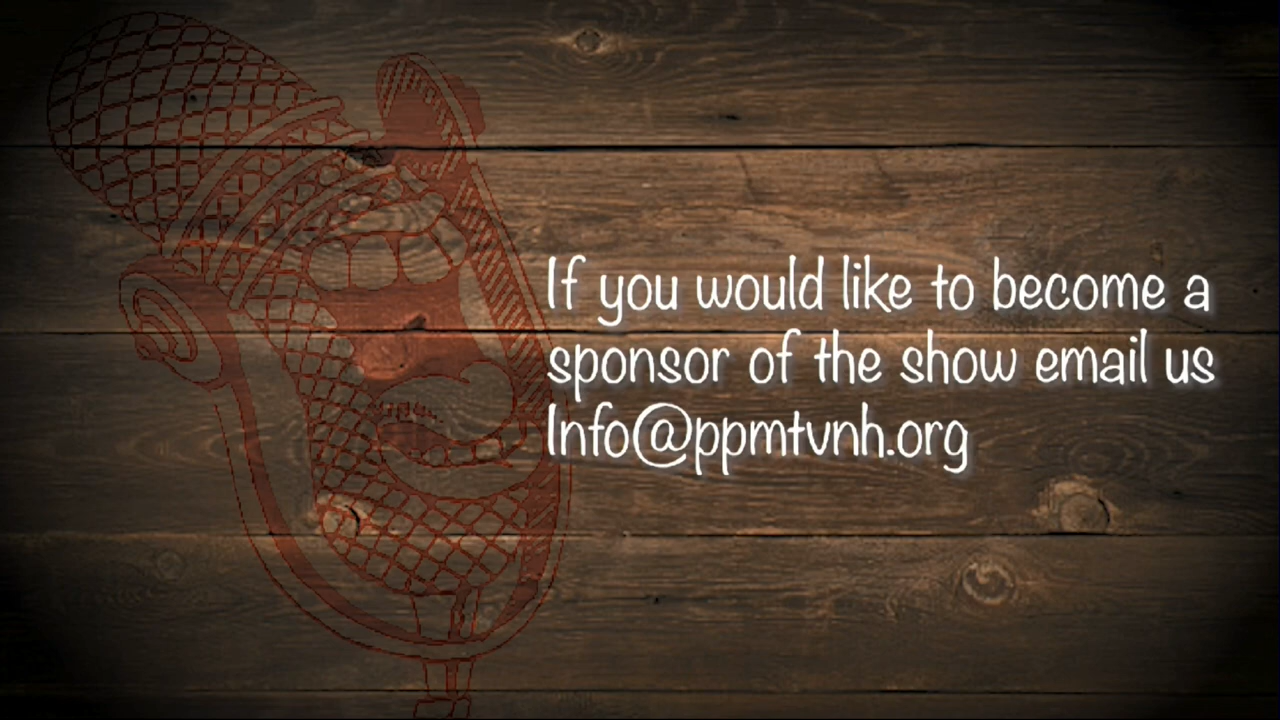 If you would like to become a
sponsor of the show email us
Info@ppmtvnh.org